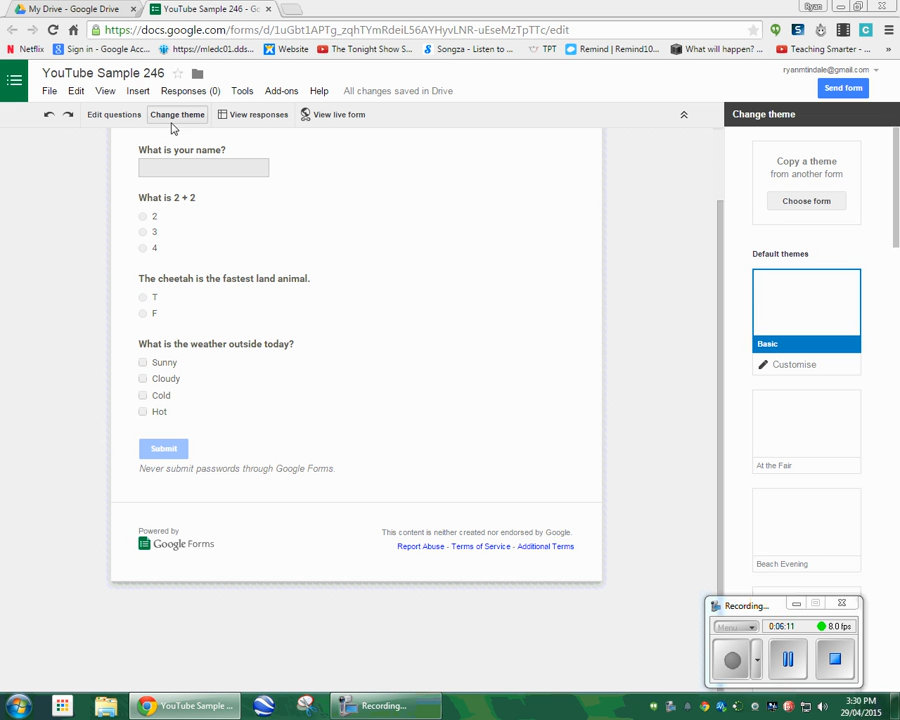 Ryan
My Drive - Google Drive
YouTube Sample 246 - Go
https://docs.google.com/forms/d/1uGbt1APTg_zqhTYmRdeiL56AYHyvLNR-uEseMzTpTTc/edit
Netflix
Sign in - Google Acc...
https://mledc01.dds...
Website
The Tonight Show S...
Songza - Listen to ...
TPT
Remind | Remind10...
What will happen? ...
Teaching Smarter - ...
»
YouTube Sample 246
ryanmtindale@gmail.com
File Edit View Insert Responses (0) Tools Add-ons Help All changes saved in Drive
Send form
Edit questions Change theme View responses View live form
Change theme
What is your name?
Copy a theme
from another form
Choose form
What is 2 + 2
2
3
4
Default themes
The cheetah is the fastest land animal.
T
F
Basic
Customise
What is the weather outside today?
Sunny
Cloudy
Cold
Hot
Submit
Never submit passwords through Google Forms.
At the Fair
Powered by
Google Forms
This content is neither created nor endorsed by Google.
Report Abuse - Terms of Service - Additional Terms
Beach Evening
Recording...
Menu...
0:06:11
8.0 fps
YouTube Sample ...
Recording...
3:30 PM
29/04/2015